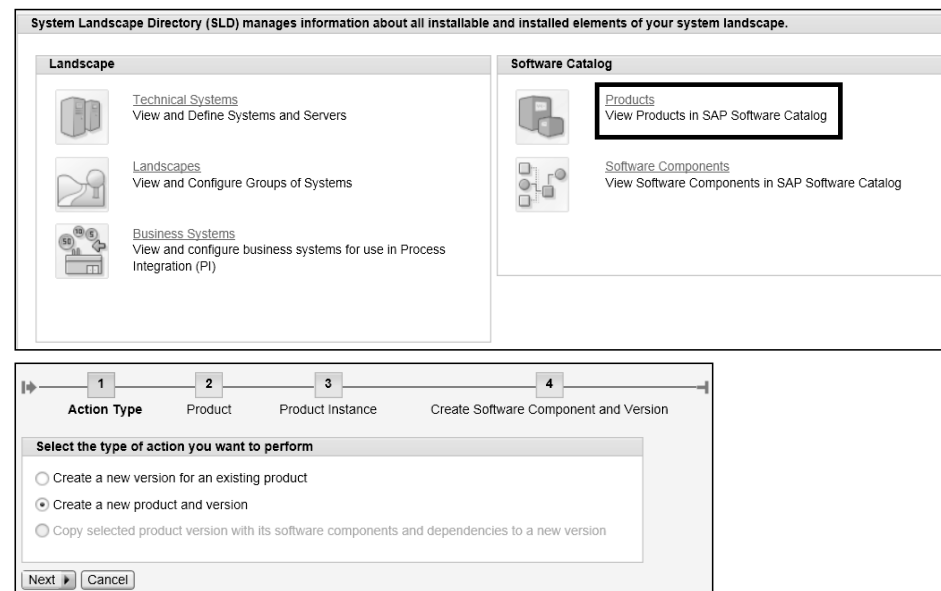 System Landscape Directory (SLD) manages information about all installable and installed elements of your system landscape.
Landscape
Technical Systems
View and Define Systems and Servers
Landscapes
View and Configure Groups of Systems
50 10 5
Business Systems
View and configure business systems for use in Process
Integration (PI)
Software Catalog
Products
View Products in SAP Software Catalog
Software Components
View Software Components in SAP Software Catalog
1 2 3 4
Action Type Product Product Instance Create Software Component and Version
Select the type of action you want to perform
Create a new version for an existing product
Create a new product and version
Copy selected product version with its software components and dependencies to a new version
Next Cancel